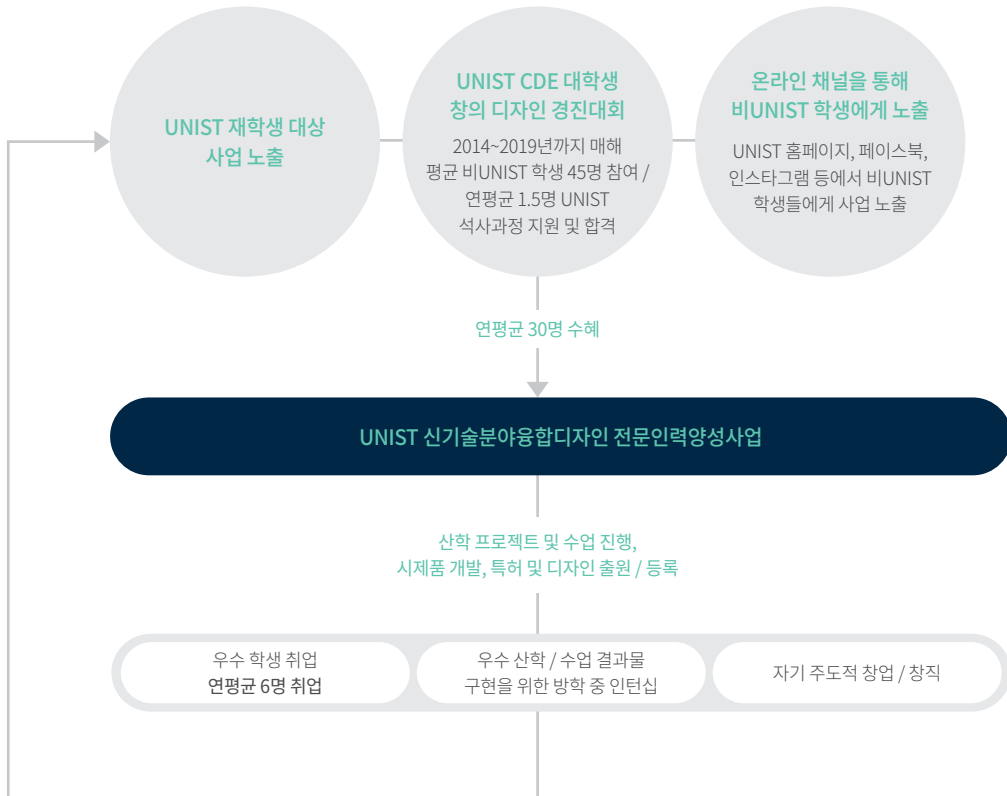 UNIST 재학생 대상
사업 노출
UNIST CDE 대학생
창의 디자인 경진대회
2014~2019년까지 매해
평균 비UNIST 학생 45명 참여 /
연평균 1.5명 UNIST
석사과정 지원 및 합격
온라인 채널을 통해
비UNIST 학생에게 노출
UNIST 홈페이지, 페이스북,
인스타그램 등에서 비UNIST
학생들에게 사업 노출
연평균 30명 수혜
UNIST 신기술분야융합디자인 전문인력양성사업
산학 프로젝트 및 수업 진행,
시제품 개발, 특허 및 디자인 출원 / 등록
우수 학생 취업
연평균 6명 취업
우수 산학 / 수업 결과물
구현을 위한 방학 중 인턴십
자기 주도적 창업 / 창직